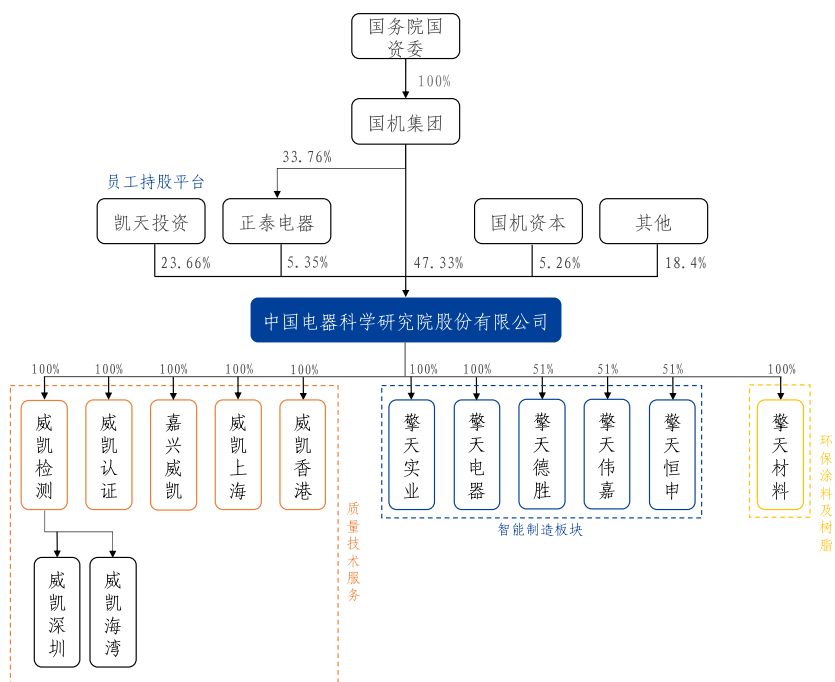 国务院国
资委
100%
国机集团
33.76%
员工持股平台
凯天投资
正泰电器
国机资本
其他
23.66%
5.35%
47.33%
5.26%
18.4%
中国电器科学研究院股份有限公司
100%
100%
100%
100%
100%
100%
100%
51%
51%
51%
100%
威凯检测
威凯认证
嘉兴威凯
威凯上海
威凯香港
擎天实业
擎天电器
擎天德胜
擎天伟嘉
擎天恒申
擎天材料
质量技术服务
智能制造板块
环保涂料及树脂
威凯深圳
威凯海湾